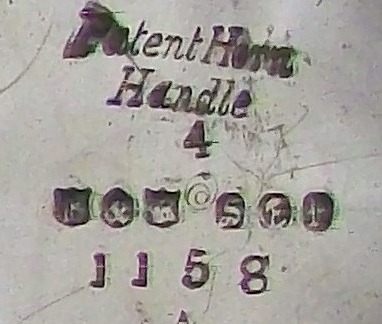 Patent Horn
Handle
4
S
1158
A